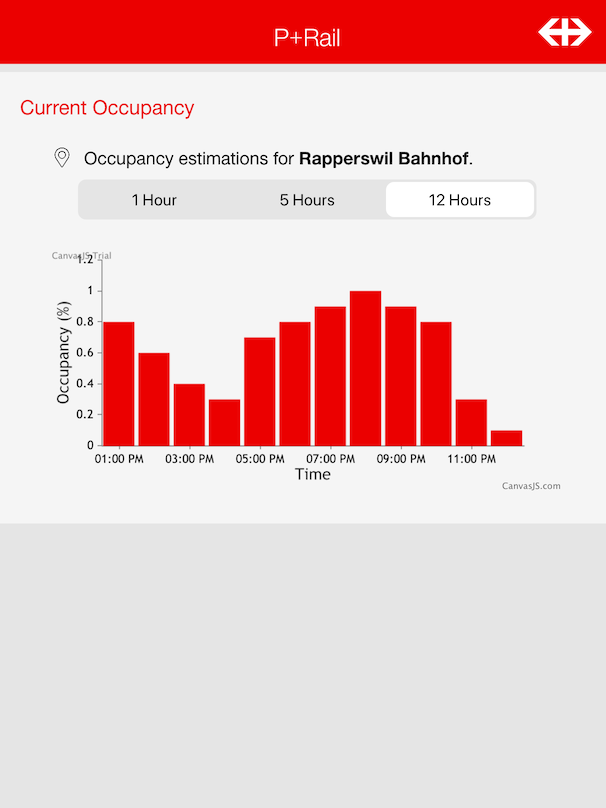 P+Rail
Current Occupancy
Occupancy estimations for Rapperswil Bahnhof.
1 Hour 5 Hours 12 Hours
CanvasJS Trial
1.2
1
0.8
0.6
0.4
0.2
0
Occupancy (%)
01:00 PM 03:00 PM 05:00 PM 07:00 PM 09:00 PM 11:00 PM
Time
CanvasJS.com